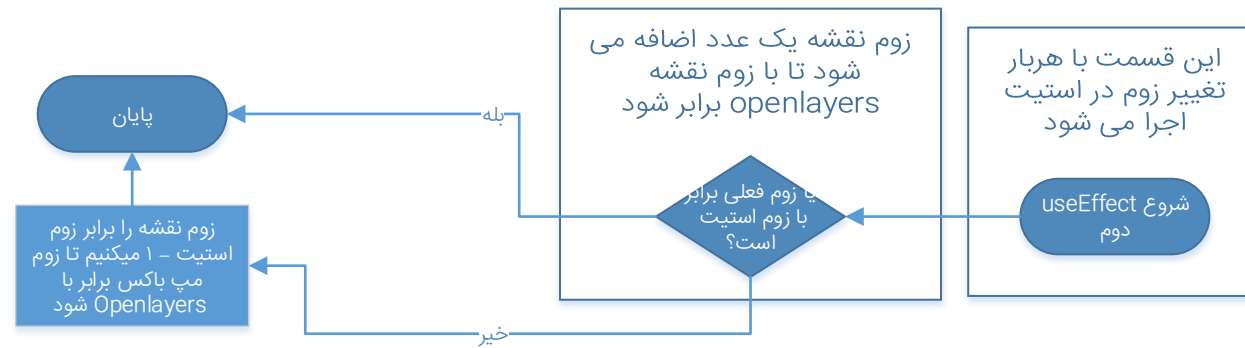 این قسمت با هربار
تغییر زوم در استیت
اجرا می شود
شروع useEffect
دوم
زوم نقشه یک عدد اضافه می
شود تا با زوم نقشه
openlayers برابر شود
یا زوم فعلی برابر
با زوم استیت
است؟
بله
خیر
پایان
زوم نقشه را برابر زوم
استیت - ۱ میکنیم تا زوم
مپ باکس برابر با
Openlayers شود